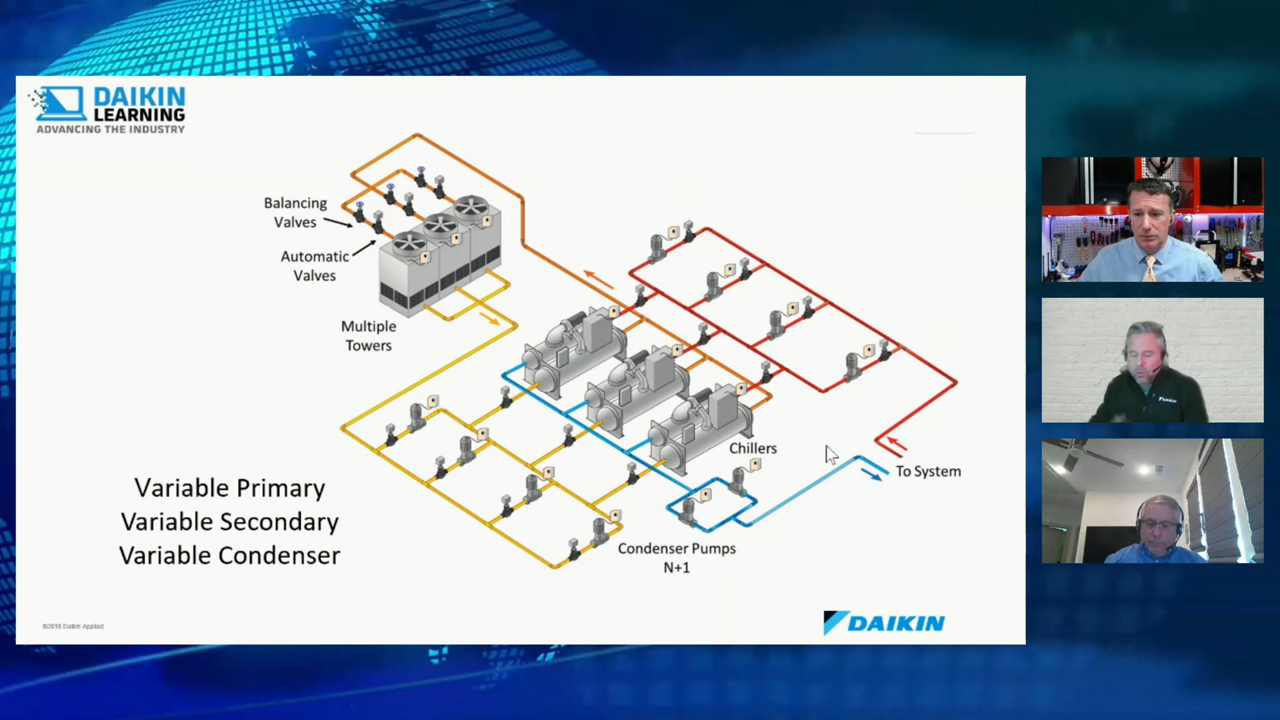 DAIKIN
LEARNING
ADVANCING THE INDUSTRY
Balancing
Valves
Automatic
Valves
Multiple
Towers
Chillers
To System
Variable Primary
Variable Secondary
Variable Condenser
Condenser Pumps
N+1
©2018 Daikin Applied
DAIKIN